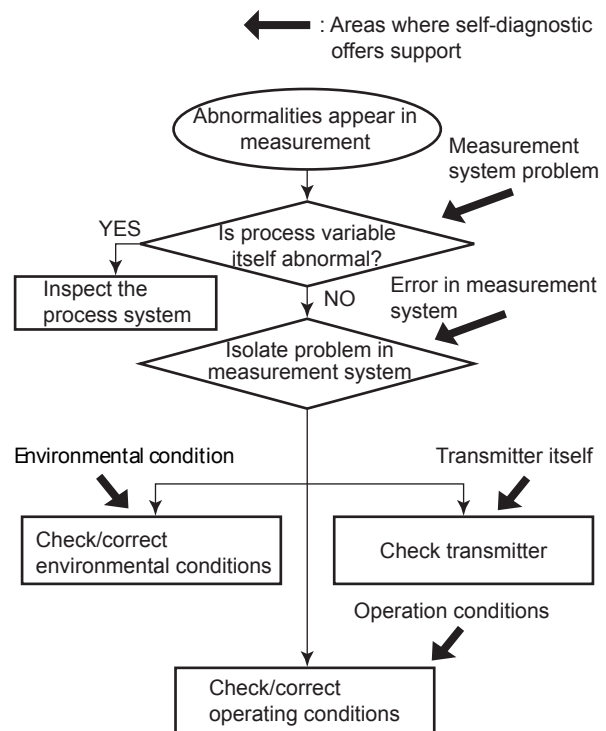 : Areas where self-diagnostic
offers support
Abnormalities appear in
measurement
Measurement
system problem
YES
Is process variable
itself abnormal?
Inspect the
process system
NO
Error in measurement
system
Isolate problem in
measurement system
Environmental condition
Transmitter itself
Check/correct
environmental conditions
Check transmitter
Operation conditions
Check/correct
operating conditions